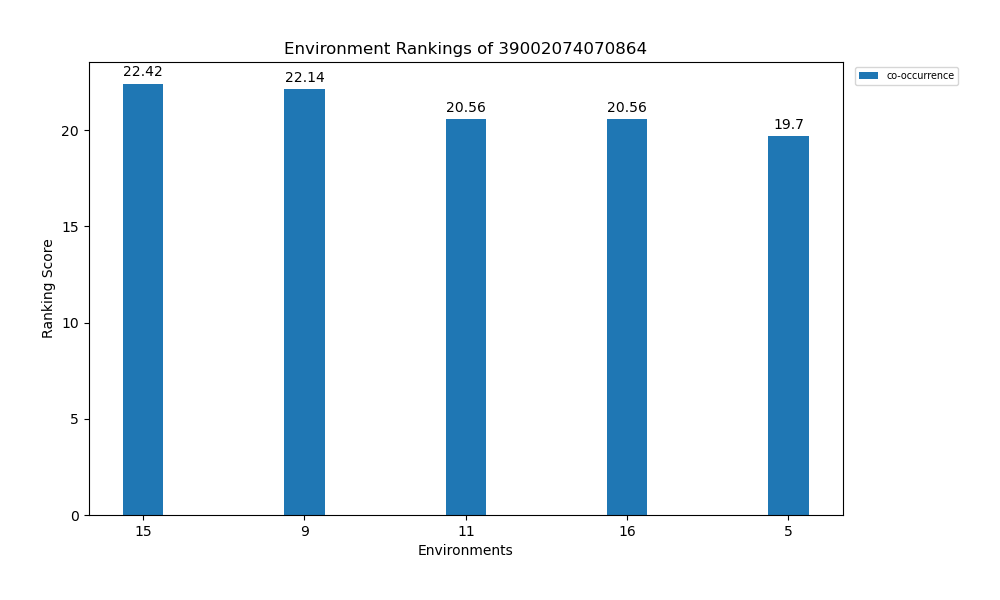 Environment Rankings of 39002074070864
co-occurrence
22.42
22.14
20.56
20.56
19.7
Ranking Score
20
15
10
5
0
15 9 11 16 5
Environments